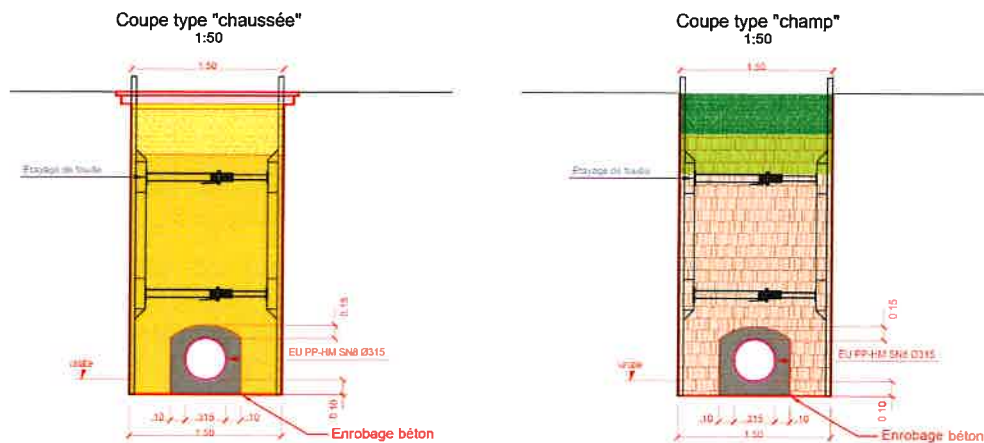 Coupe type "chaussée"
1:50
1.50
Etayage de fouille
0.15
EU PP-HM SN8 Ø315
0.10
.10 .315 .10
1.50
Enrobage béton
Coupe type "champ"
1:50
1.50
Etayage de fouille
0.15
EU PP-HM SN8 Ø315
0.10
.10 .315 .10
1.50
Enrobage béton